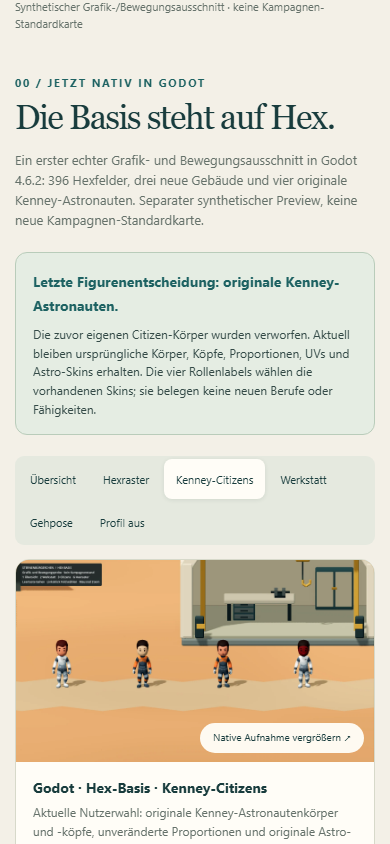 Synthetischer Grafik-/Bewegungsausschnitt · keine Kampagnen-
Standardkarte
00 / JETZT NATIV IN GODOT
Die Basis steht auf Hex.
Ein erster echter Grafik- und Bewegungsausschnitt in Godot
4.6.2: 396 Hexfelder, drei neue Gebäude und vier originale
Kenney-Astronauten. Separater synthetischer Preview, keine
neue Kampagnen-Standardkarte.
Letzte Figurenentscheidung: originale Kenney-
Astronauten.
Die zuvor eigenen Citizen-Körper wurden verworfen. Aktuell
bleiben ursprüngliche Körper, Köpfe, Proportionen, UVs und
Astro-Skins erhalten. Die vier Rollenlabels wählen die
vorhandenen Skins; sie belegen keine neuen Berufe oder
Fähigkeiten.
Übersicht Hexraster Kenney-Citizens Werkstatt
Gehpose Profil aus
Native Aufnahme vergrößern ↗
Godot · Hex-Basis · Kenney-Citizens
Aktuelle Nutzerwahl: originale Kenney-Astronautenkörper
und -köpfe, unveränderte Proportionen und originale Astro-